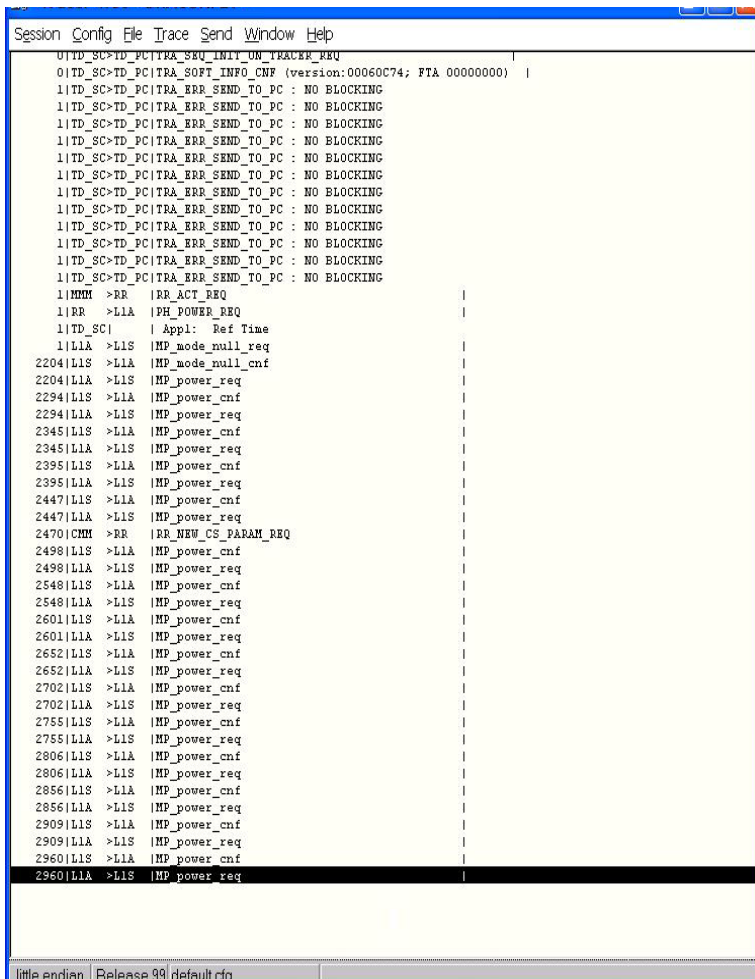 Session Config File Trace Send Window Help
0|TD_SC>TD_PC|TRA_SEQ_INIT_ON_TRACER_REQ |
0|TD_SC>TD_PC|TRA_SOFT_INFO_CNF (version:00060C74; FTA 00000000) |
1|TD_SC>TD_PC|TRA_ERR_SEND_TO_PC : NO BLOCKING
1|TD_SC>TD_PC|TRA_ERR_SEND_TO_PC : NO BLOCKING
1|TD_SC>TD_PC|TRA_ERR_SEND_TO_PC : NO BLOCKING
1|TD_SC>TD_PC|TRA_ERR_SEND_TO_PC : NO BLOCKING
1|TD_SC>TD_PC|TRA_ERR_SEND_TO_PC : NO BLOCKING
1|TD_SC>TD_PC|TRA_ERR_SEND_TO_PC : NO BLOCKING
1|TD_SC>TD_PC|TRA_ERR_SEND_TO_PC : NO BLOCKING
1|TD_SC>TD_PC|TRA_ERR_SEND_TO_PC : NO BLOCKING
1|TD_SC>TD_PC|TRA_ERR_SEND_TO_PC : NO BLOCKING
1|TD_SC>TD_PC|TRA_ERR_SEND_TO_PC : NO BLOCKING
1|TD_SC>TD_PC|TRA_ERR_SEND_TO_PC : NO BLOCKING
1|TD_SC>TD_PC|TRA_ERR_SEND_TO_PC : NO BLOCKING
1|MMM >RR |RR_ACT_REQ |
1|RR >L1A |PH_POWER_REQ |
1|TD_SC| | Appl: Ref Time
1|L1A >L1S |MP_mode_null_req |
2204|L1S >L1A |MP_mode_null_cnf |
2204|L1A >L1S |MP_power_req |
2294|L1S >L1A |MP_power_cnf |
2294|L1A >L1S |MP_power_req |
2345|L1S >L1A |MP_power_cnf |
2345|L1A >L1S |MP_power_req |
2395|L1S >L1A |MP_power_cnf |
2395|L1A >L1S |MP_power_req |
2447|L1S >L1A |MP_power_cnf |
2447|L1A >L1S |MP_power_req |
2470|CMM >RR |RR_NEW_CS_PARAM_REQ |
2498|L1S >L1A |MP_power_cnf |
2498|L1A >L1S |MP_power_req |
2548|L1S >L1A |MP_power_cnf |
2548|L1A >L1S |MP_power_req |
2601|L1S >L1A |MP_power_cnf |
2601|L1A >L1S |MP_power_req |
2652|L1S >L1A |MP_power_cnf |
2652|L1A >L1S |MP_power_req |
2702|L1S >L1A |MP_power_cnf |
2702|L1A >L1S |MP_power_req |
2755|L1S >L1A |MP_power_cnf |
2755|L1A >L1S |MP_power_req |
2806|L1S >L1A |MP_power_cnf |
2806|L1A >L1S |MP_power_req |
2856|L1S >L1A |MP_power_cnf |
2856|L1A >L1S |MP_power_req |
2909|L1S >L1A |MP_power_cnf |
2909|L1A >L1S |MP_power_req |
2960|L1S >L1A |MP_power_cnf |
2960|L1A >L1S |MP_power_req |
little endian Release 99 default.cfg